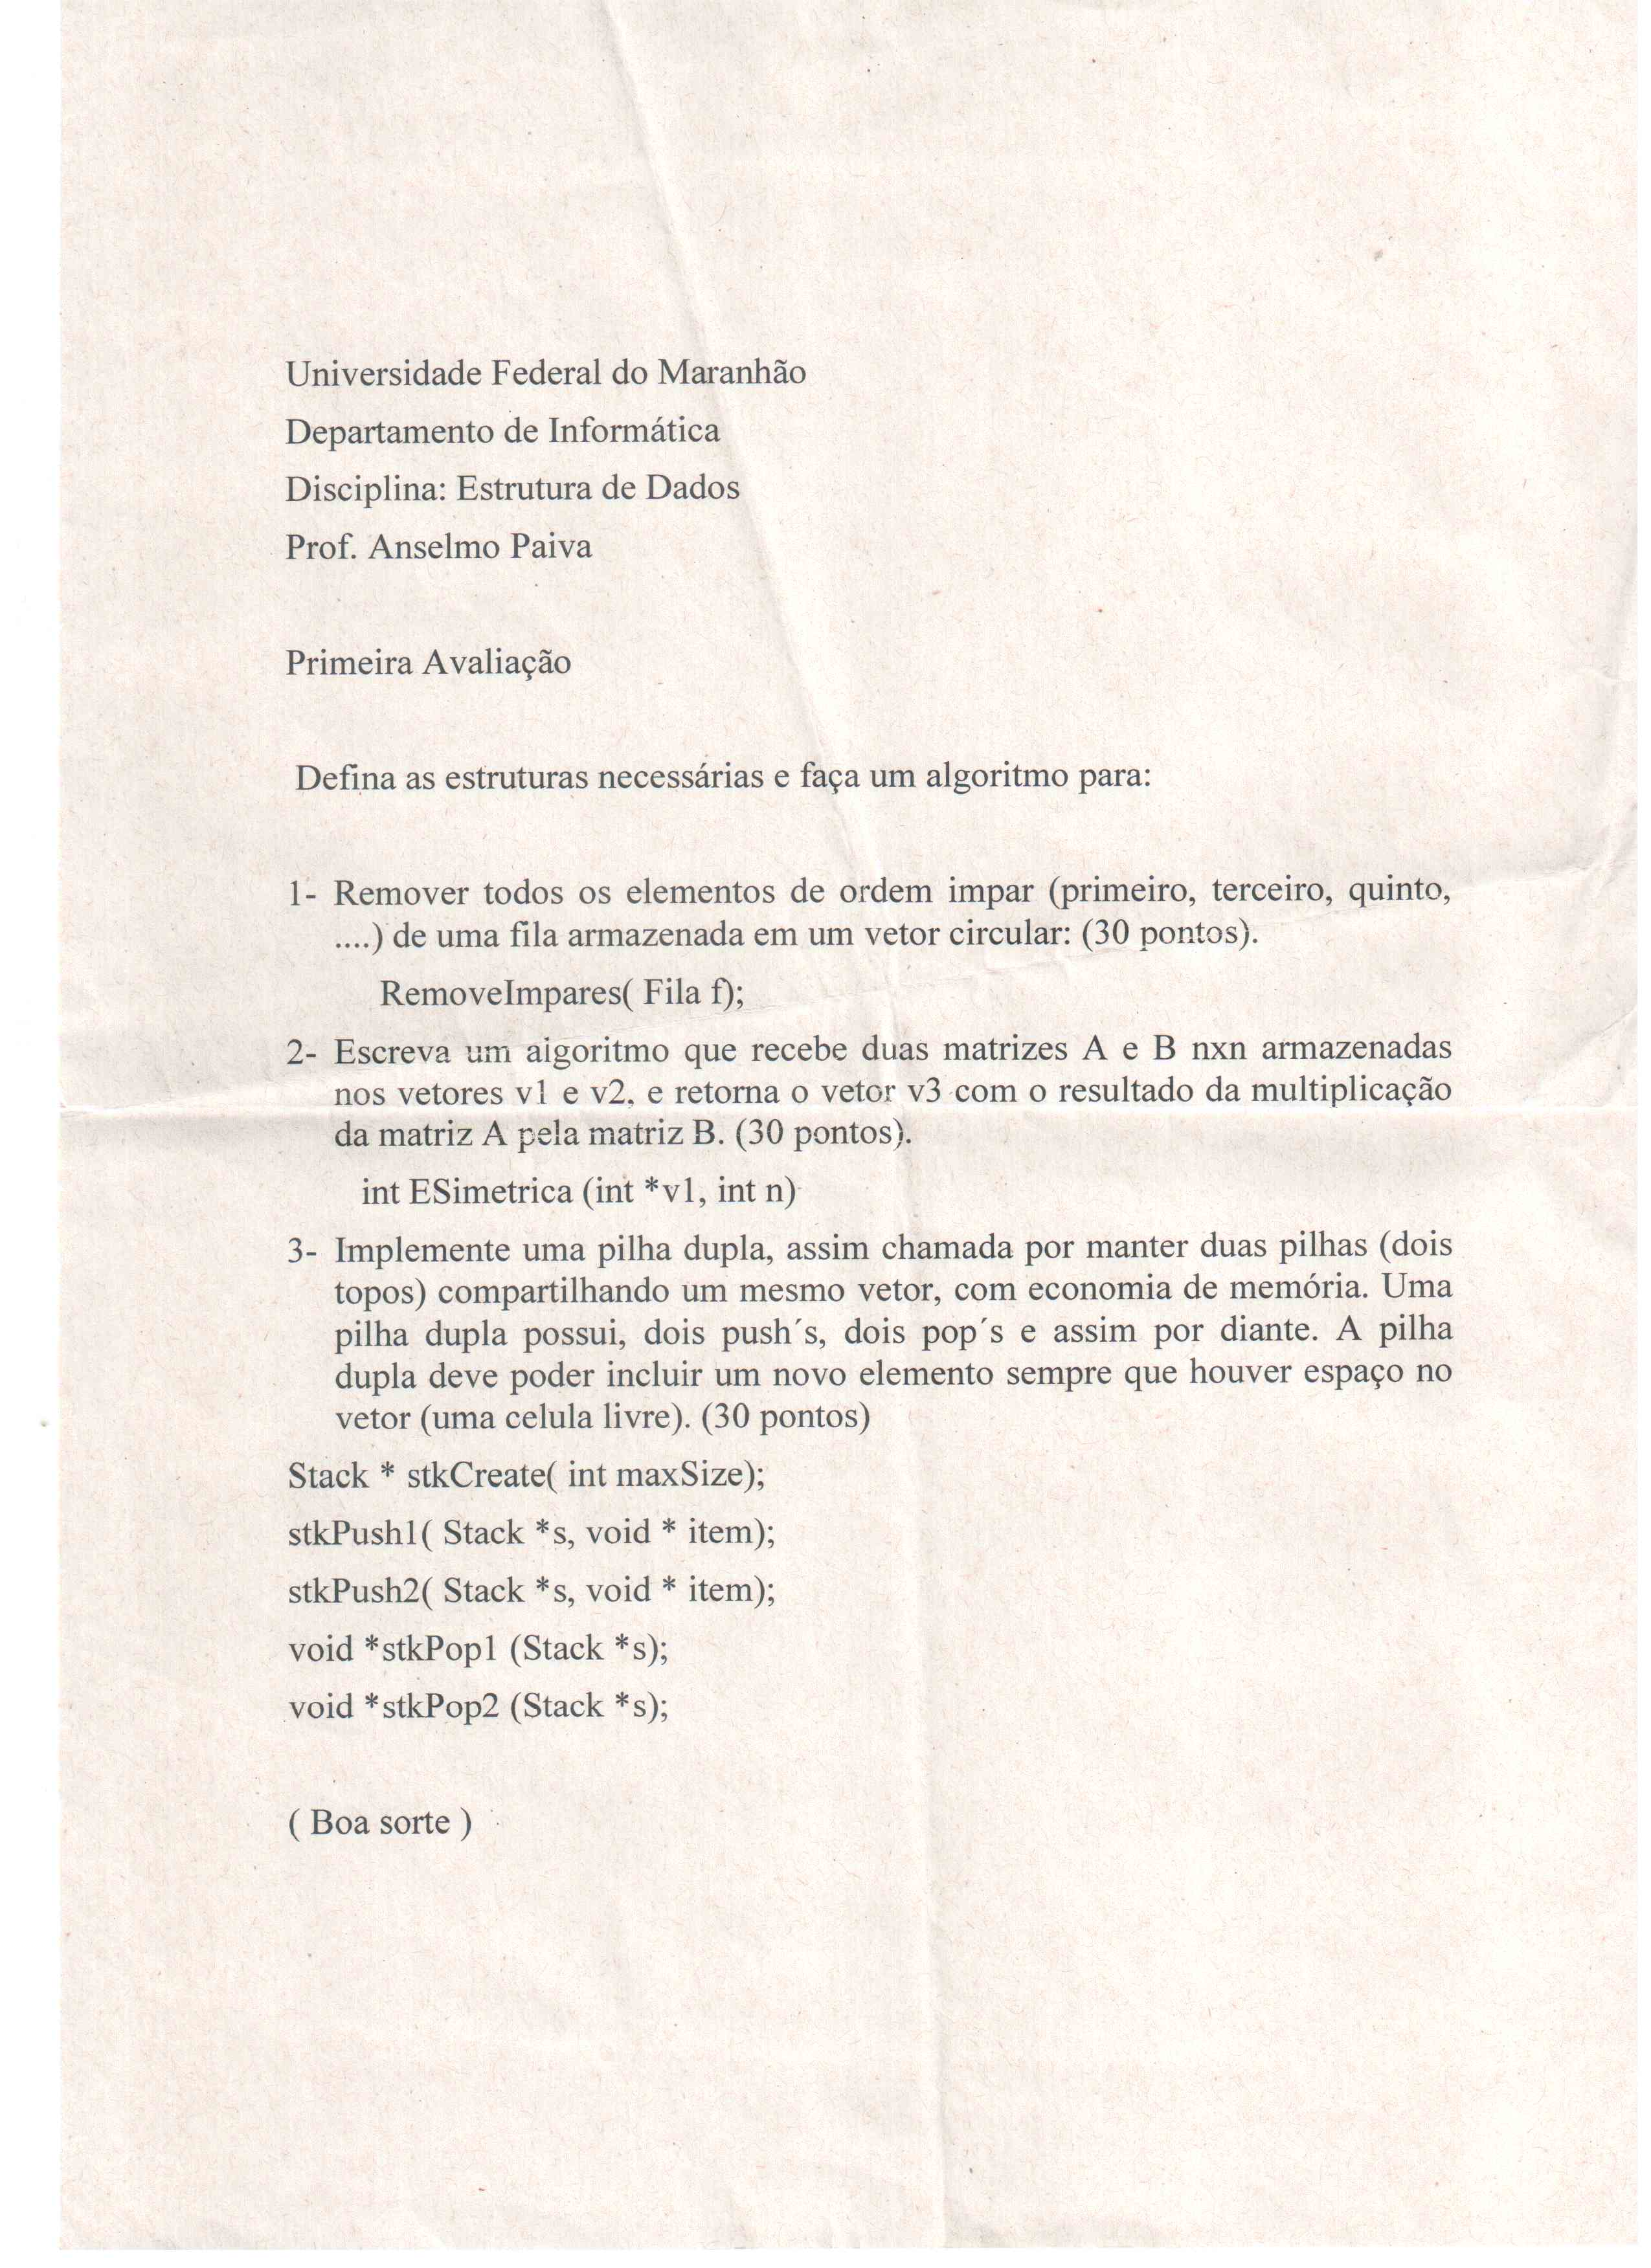 Universidade Federal do Maranhão
Departamento de Informática
Disciplina: Estrutura de Dados
Prof. Anselmo Paiva
Primeira Avaliação
Defina as estruturas necessárias e faça um algoritmo para:
1- Remover todos os elementos de ordem impar (primeiro, terceiro, quinto,
....) de uma fila armazenada em um vetor circular: (30 pontos).
RemoveImpares( Fila f);
2- Escreva um algoritmo que recebe duas matrizes A e B nxn armazenadas
nos vetores v1 e v2, e retorna o vetor v3 com o resultado da multiplicação
da matriz A pela matriz B. (30 pontos).
int ESimetrica (int *v1, int n)
3- Implemente uma pilha dupla, assim chamada por manter duas pilhas (dois
topos) compartilhando um mesmo vetor, com economia de memória. Uma
pilha dupla possui, dois push´s, dois pop´s e assim por diante. A pilha
dupla deve poder incluir um novo elemento sempre que houver espaço no
vetor (uma celula livre). (30 pontos)
Stack * stkCreate( int maxSize);
stkPush1( Stack *s, void * item);
stkPush2( Stack *s, void * item);
void *stkPop1 (Stack *s);
void *stkPop2 (Stack *s);
( Boa sorte )